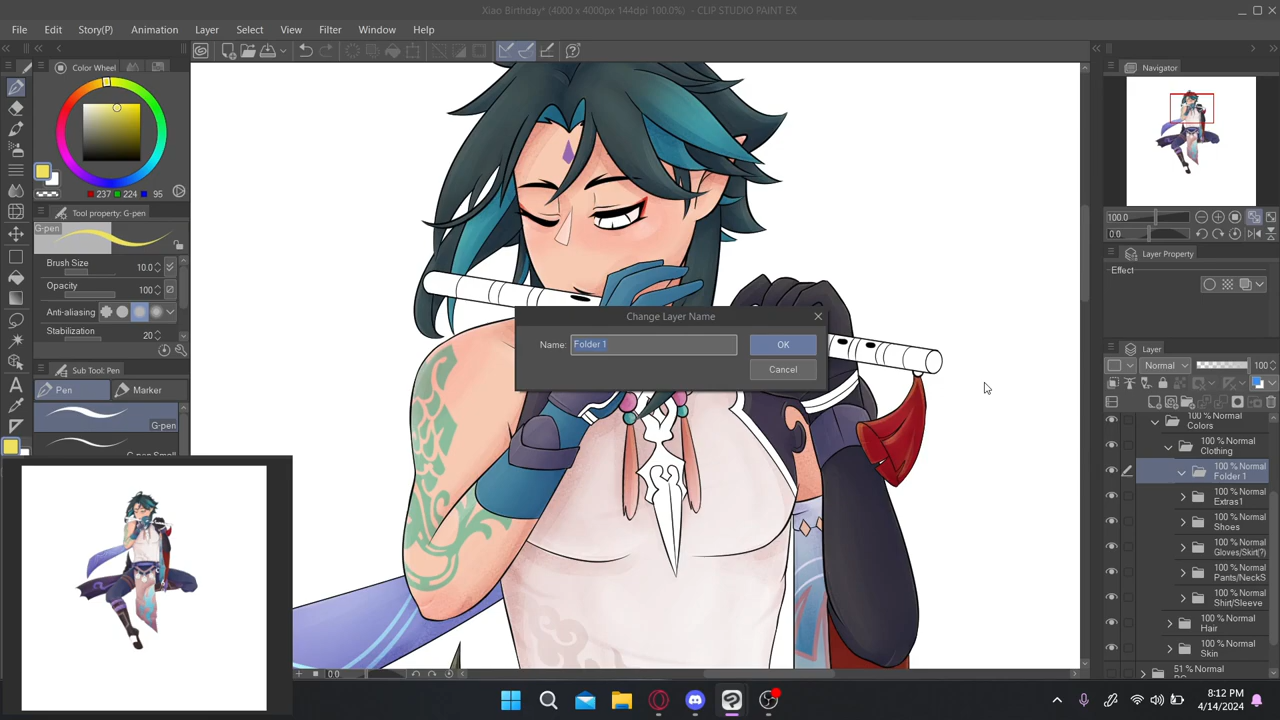 Xiao Birthday* (4000 x 4000px 144dpi 100.0%) - CLIP STUDIO PAINT EX
File Edit Story(P) Animation Layer Select View Filter Window Help
Color Wheel
237 224 95
Tool property: G-pen
G-pen
Brush Size 10.0
Opacity 100
Anti-aliasing
Stabilization 20
Sub Tool: Pen
Pen Marker
G-pen
Change Layer Name
Name: Folder 1 OK
Cancel
Navigator
100.0
0.0
Layer Property
Effect
Layer
Normal 100
Colors
100 % Normal
Clothing
100 % Normal
Folder 1
100 % Normal
Extras1
100 % Normal
Shoes
100 % Normal
Gloves/Skirt(?)
100 % Normal
Pants/NeckS
100 % Normal
Shirt/Sleeve
100 % Normal
Hair
100 % Normal
Skin
51 % Normal
8:12 PM
4/14/2024